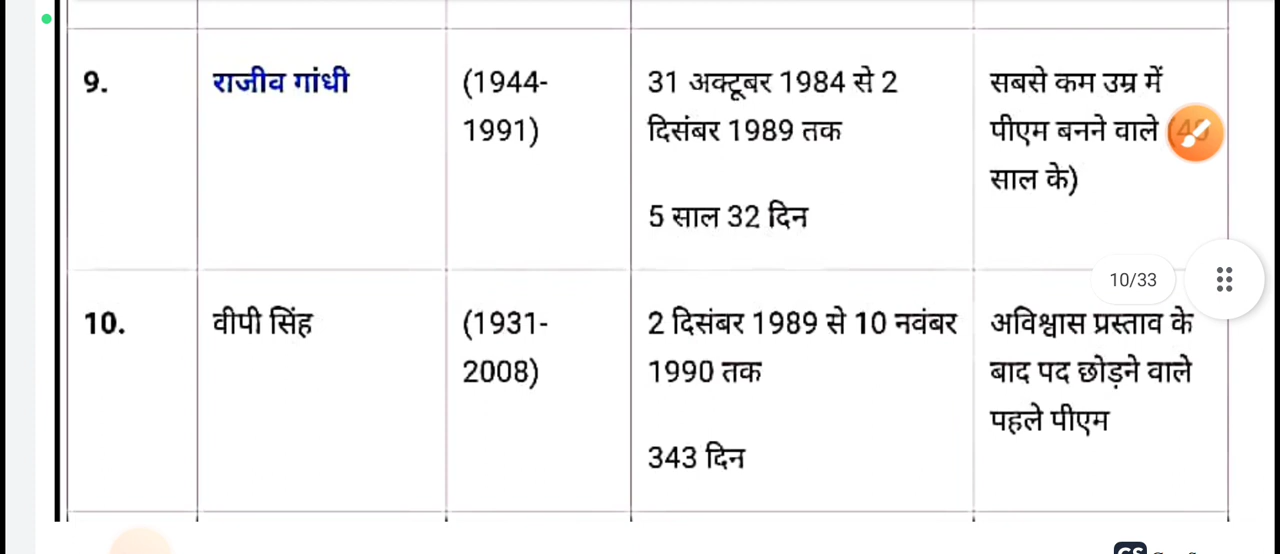 9.
राजीव गांधी
(1944-
1991)
31 अक्टूबर 1984 से 2
दिसंबर 1989 तक
5 साल 32 दिन
सबसे कम उम्र में
पीएम बनने वाले
साल के)
10/33
10.
वीपी सिंह
(1931-
2008)
2 दिसंबर 1989 से 10 नवंबर
1990 तक
343 दिन
अविश्वास प्रस्ताव के
बाद पद छोड़ने वाले
पहले पीएम